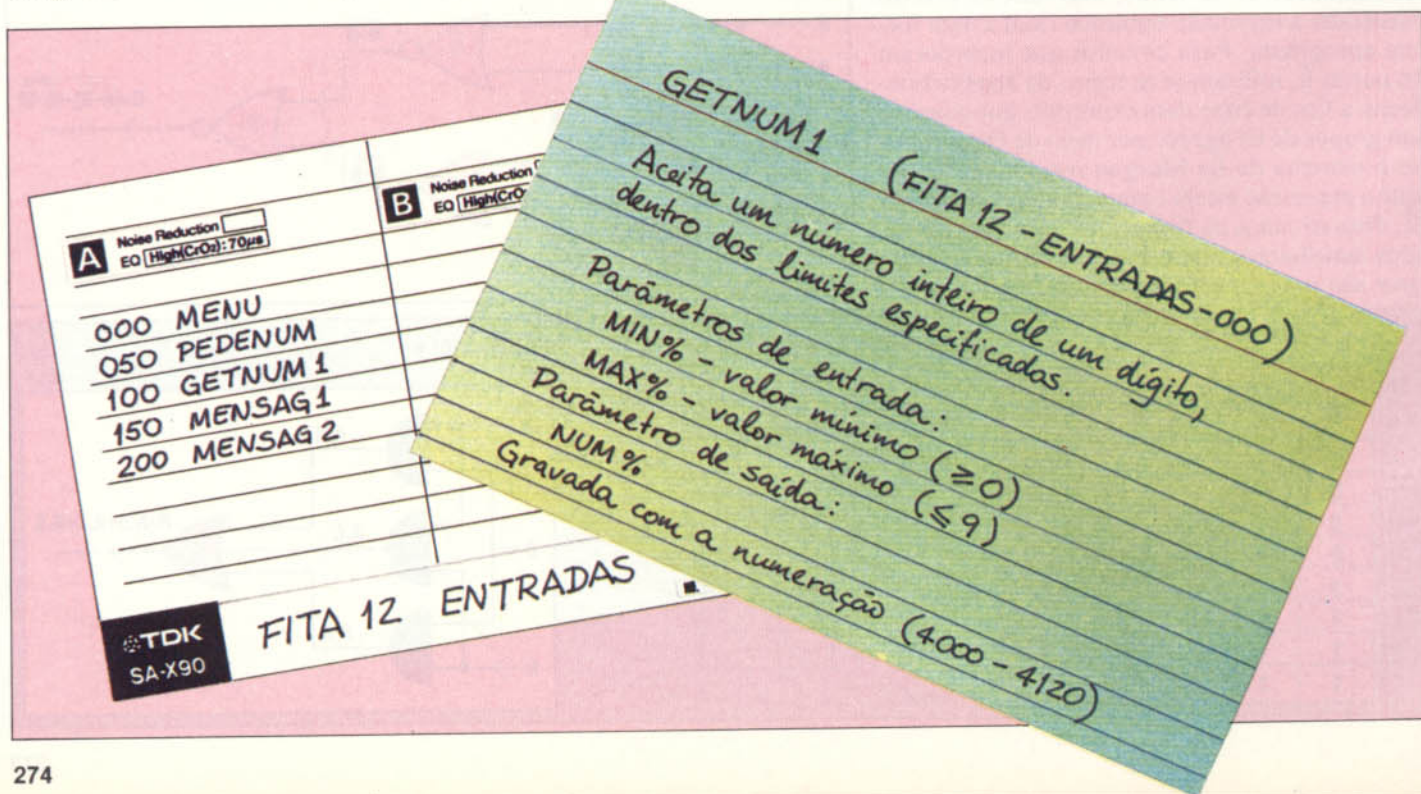 A
Noise Reduction
EQ High(CrO2): 70μs
B
Noise Reduction
EQ High(CrO
000 MENU
050 PEDENUM
100 GETNUM 1
150 MENSAG 1
200 MENSAG 2
TDK
SA-X90
FITA 12 ENTRADAS
GETNUM 1 (FITA 12 - ENTRADAS-000)
Aceita um número inteiro de um dígito,
dentro dos limites especificados.
Parâmetros de entrada:
MIN% - valor mínimo (≥0)
MAX% - valor máximo (≤9)
Parâmetro de saída:
NUM%
Gravada com a numeração (4000 - 4120)
274